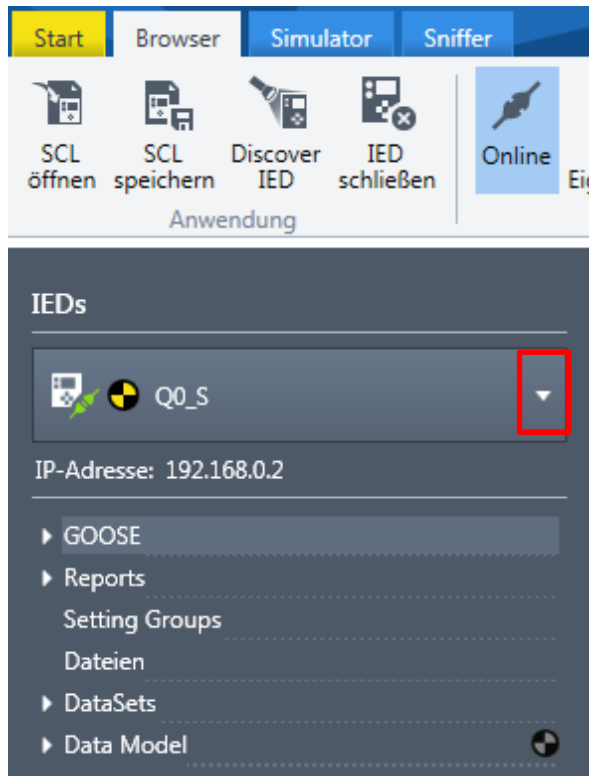 Start Browser Simulator Sniffer
SCL öffnen
SCL speichern
Discover IED
IED schließen
Online
Anwendung
IEDs
Q0_S
IP-Adresse: 192.168.0.2
GOOSE
Reports
Setting Groups
Dateien
DataSets
Data Model